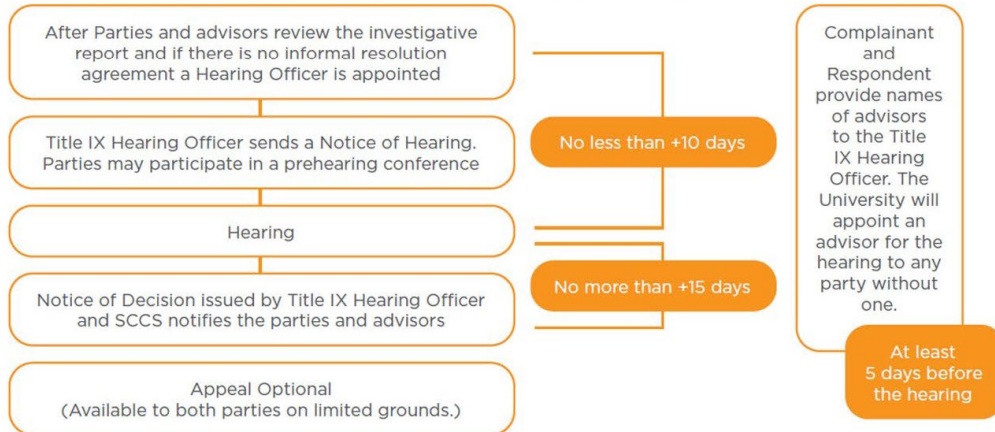 After Parties and advisors review the investigative
report and if there is no informal resolution
agreement a Hearing Officer is appointed
Title IX Hearing Officer sends a Notice of Hearing.
Parties may participate in a prehearing conference
Hearing
Notice of Decision issued by Title IX Hearing Officer
and SCCS notifies the parties and advisors
Appeal Optional
(Available to both parties on limited grounds.)
No less than +10 days
No more than +15 days
Complainant
and
Respondent
provide names
of advisors
to the Title
IX Hearing
Officer. The
University will
appoint an
advisor for the
hearing to any
party without
one.
At least
5 days before
the hearing